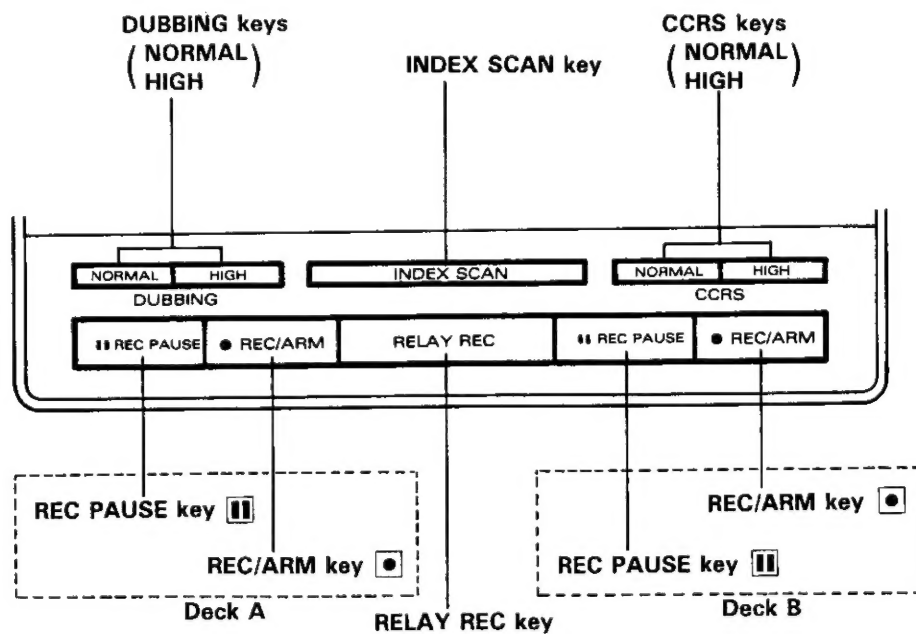 DUBBING keys
(NORMAL
HIGH)
INDEX SCAN key
CCRS keys
(NORMAL
HIGH)
NORMAL HIGH
DUBBING
INDEX SCAN
NORMAL HIGH
CCRS
REC PAUSE ● REC/ARM RELAY REC REC PAUSE ● REC/ARM
REC PAUSE key
REC/ARM key
Deck A
RELAY REC key
REC/ARM key
REC PAUSE key
Deck B